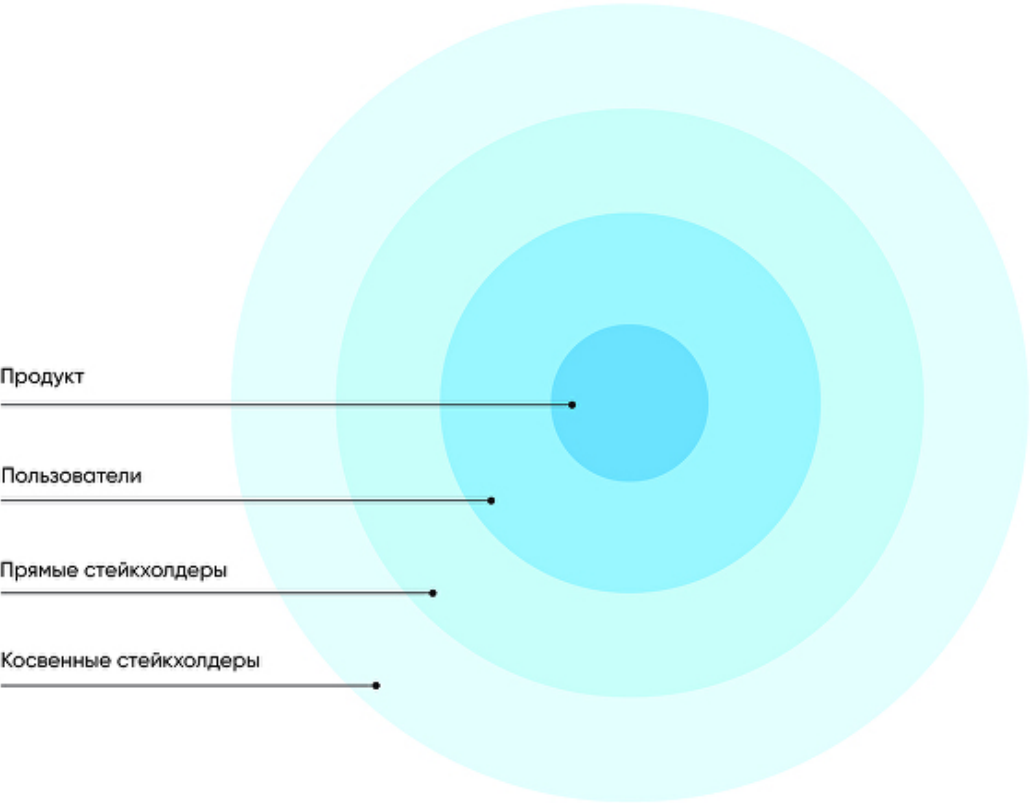 Продукт
Пользователи
Прямые стейкхолдеры
Косвенные стейкхолдеры